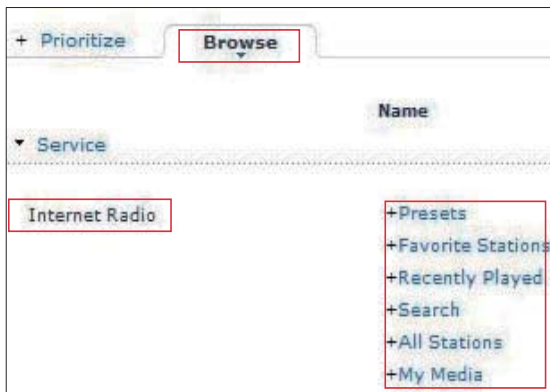 + Prioritize Browse
Name
Service
Internet Radio
+Presets
+Favorite Stations
+Recently Played
+Search
+All Stations
+My Media